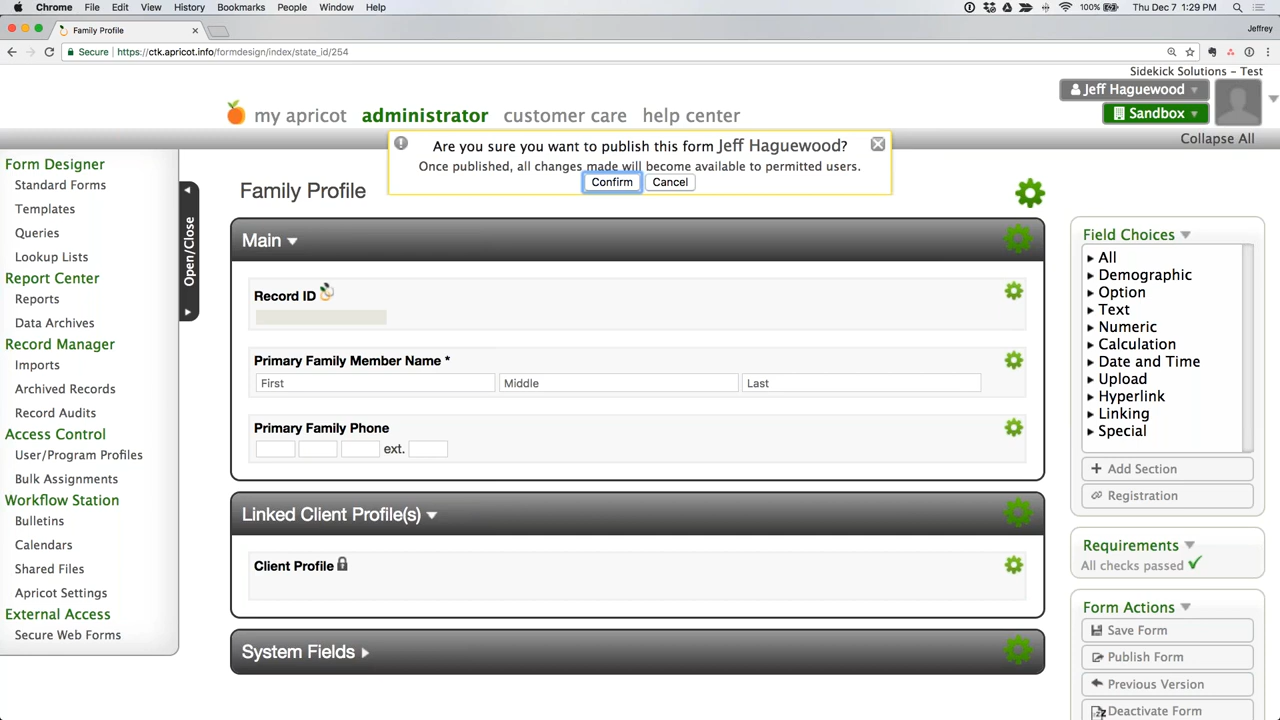 Chrome File Edit View History Bookmarks People Window Help 100% Thu Dec 7 1:29 PM
Family Profile Jeffrey
Secure https://ctk.apricot.info/formdesign/index/state_id/254
Sidekick Solutions - Test
Jeff Haguewood
my apricot administrator customer care help center
Sandbox
Collapse All
Are you sure you want to publish this form Jeff Haguewood?
Once published, all changes made will become available to permitted users.
Confirm Cancel
Form Designer
Standard Forms
Templates
Queries
Lookup Lists
Report Center
Reports
Data Archives
Record Manager
Imports
Archived Records
Record Audits
Access Control
User/Program Profiles
Bulk Assignments
Workflow Station
Bulletins
Calendars
Shared Files
Apricot Settings
External Access
Secure Web Forms
Open/Close
Family Profile
Main
Record ID
Primary Family Member Name *
First Middle Last
Primary Family Phone
ext.
Linked Client Profile(s)
Client Profile
System Fields
Field Choices
All
Demographic
Option
Text
Numeric
Calculation
Date and Time
Upload
Hyperlink
Linking
Special
+ Add Section
Registration
Requirements
All checks passed
Form Actions
Save Form
Publish Form
Previous Version
Deactivate Form